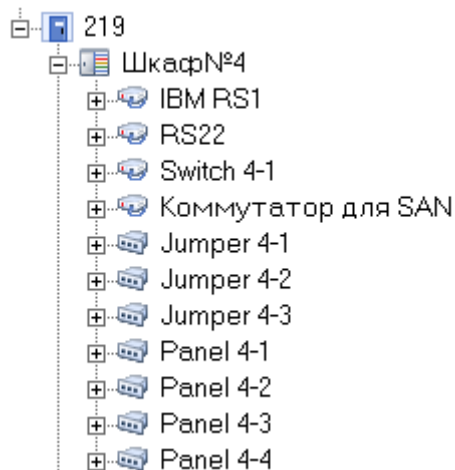 219
Шкаф№4
IBM RS1
RS22
Switch 4-1
Коммутатор для SAN
Jumper 4-1
Jumper 4-2
Jumper 4-3
Panel 4-1
Panel 4-2
Panel 4-3
Panel 4-4